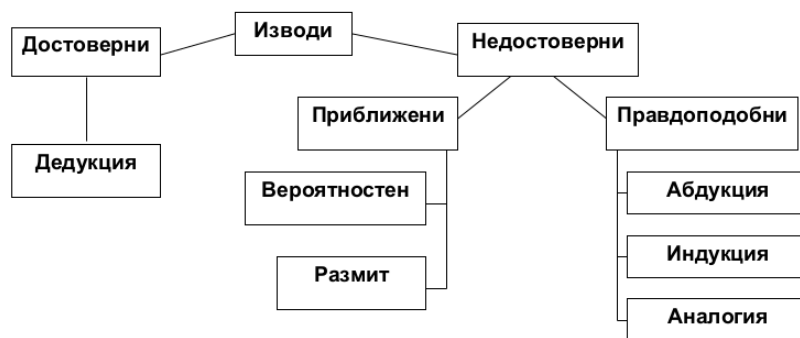 Изводи
Достоверни
Недостоверни
Дедукция
Приближени
Правдоподобни
Вероятностен
Абдукция
Размит
Индукция
Аналогия